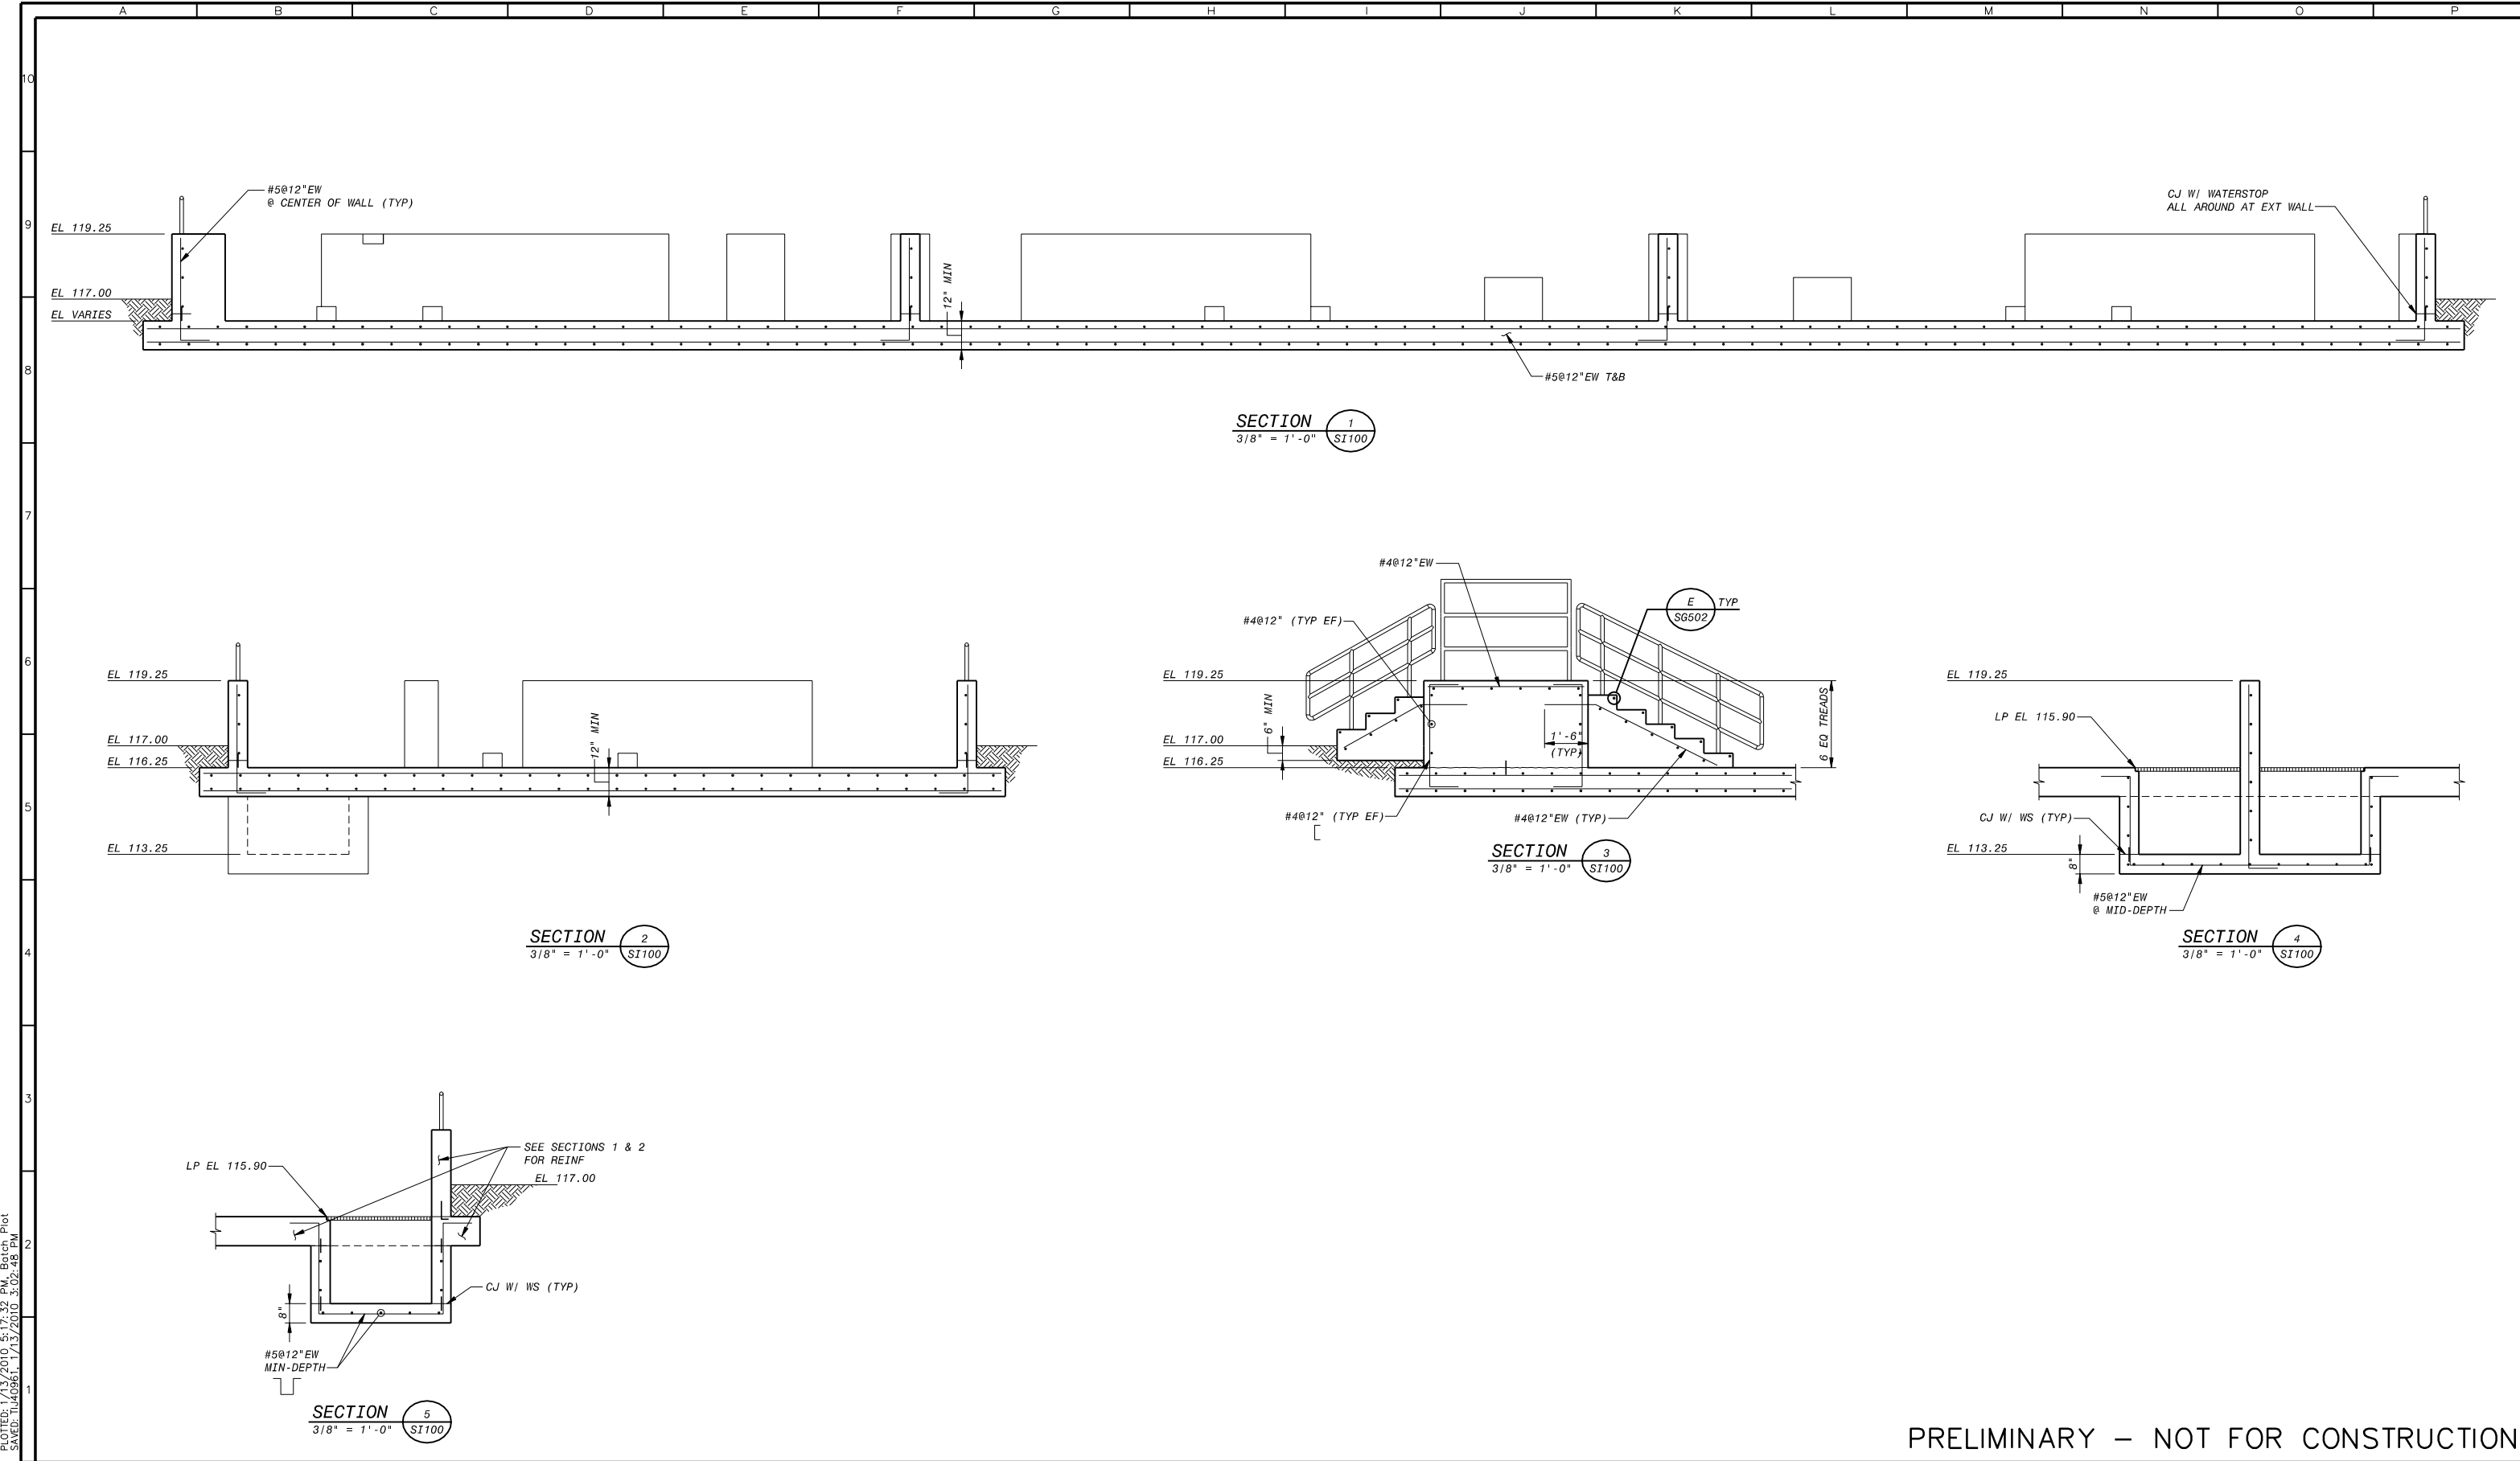 A B C D E F G H I J K L M N O P
10
9
8
7
6
5
4
3
2
1
#5@12"EW
@ CENTER OF WALL (TYP)
CJ W/ WATERSTOP
ALL AROUND AT EXT WALL
EL 119.25
EL 117.00
EL VARIES
12" MIN
#5@12"EW T&B
SECTION 1
3/8" = 1'-0" SI100
EL 119.25
EL 117.00
EL 116.25
EL 113.25
12" MIN
SECTION 2
3/8" = 1'-0" SI100
#4@12"EW
#4@12" (TYP EF)
E TYP
SG502
EL 119.25
6" MIN
EL 117.00
EL 116.25
1'-6"
(TYP)
6 EQ TREADS
#4@12" (TYP EF)
#4@12"EW (TYP)
SECTION 3
3/8" = 1'-0" SI100
EL 119.25
LP EL 115.90
CJ W/ WS (TYP)
EL 113.25
8"
#5@12"EW
@ MID-DEPTH
SECTION 4
3/8" = 1'-0" SI100
SEE SECTIONS 1 & 2
FOR REINF
LP EL 115.90
EL 117.00
CJ W/ WS (TYP)
8"
#5@12"EW
MIN-DEPTH
SECTION 5
3/8" = 1'-0" SI100
PLOTTED: 1/13/2010 5:17:32 PM, Batch Plot
SAVED: TIJ40961, 1/13/2010 3:02:48 PM
PRELIMINARY – NOT FOR CONSTRUCTION